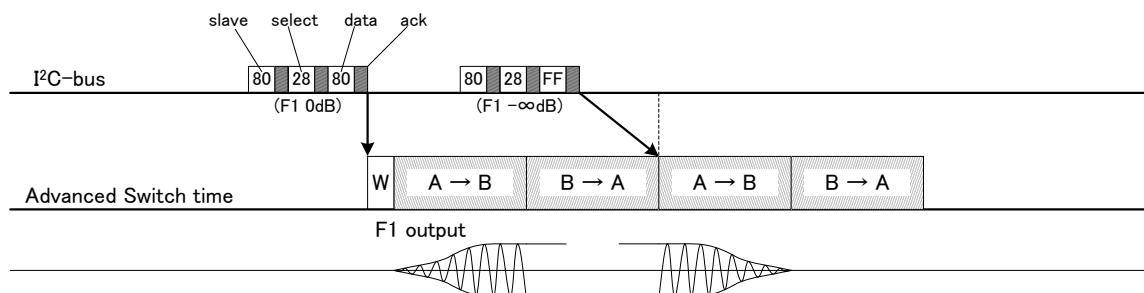 slave select data ack
I²C-bus 80 28 80 80 28 FF
(F1 0dB) (F1 -∞dB)
W A → B B → A A → B B → A
Advanced Switch time
F1 output